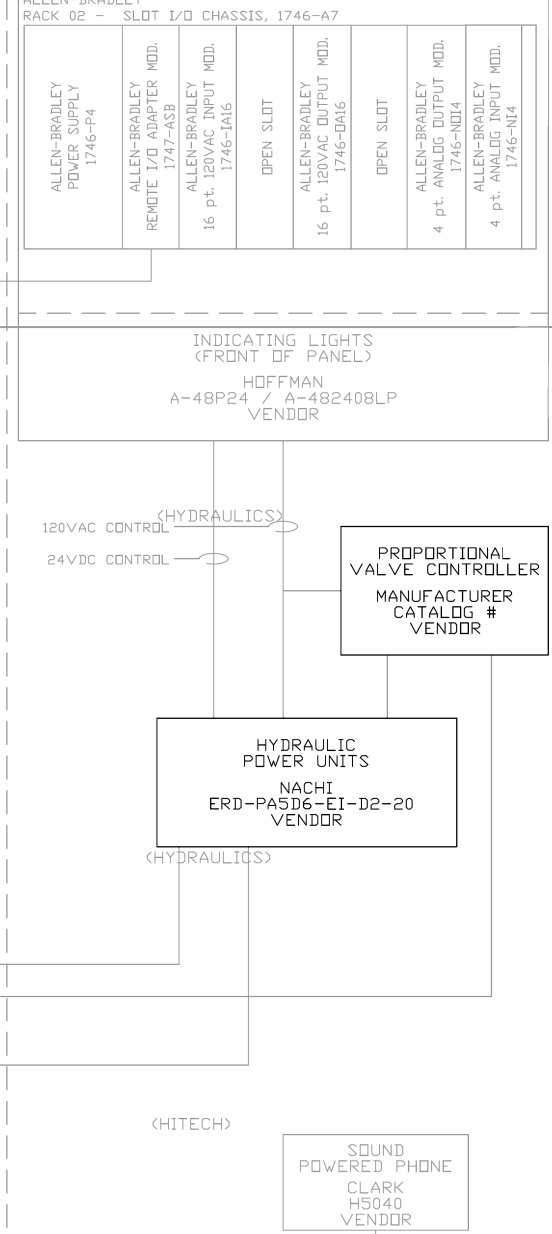 ALLEN-BRADLEY
RACK 02 -   SLOT I/O CHASSIS, 1746-A7
ALLEN-BRADLEY
POWER SUPPLY
1746-P4
ALLEN-BRADLEY
REMOTE I/O ADAPTER MOD.
1747-ASB
ALLEN-BRADLEY
16 pt. 120VAC INPUT MOD.
1746-IA16
OPEN SLOT
ALLEN-BRADLEY
16 pt. 120VAC OUTPUT MOD.
1746-OA16
OPEN SLOT
ALLEN-BRADLEY
4 pt. ANALOG OUTPUT MOD.
1746-NOI4
ALLEN-BRADLEY
4 pt. ANALOG INPUT MOD.
1746-NI4
INDICATING LIGHTS
(FRONT OF PANEL)
HOFFMAN
A-48P24 / A-482408LP
VENDOR
(HYDRAULICS)
120VAC CONTROL
24VDC CONTROL
PROPORTIONAL
VALVE CONTROLLER
MANUFACTURER
CATALOG #
VENDOR
HYDRAULIC
POWER UNITS
NACHI
ERD-PA5D6-EI-D2-20
VENDOR
(HYDRAULICS)
(HITECH)
SOUND
POWERED PHONE
CLARK
H5040
VENDOR